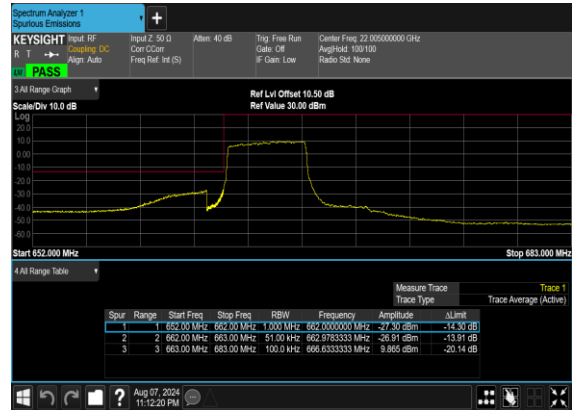 Spectrum Analyzer 1
Spurious Emissions
KEYSIGHT Input: RF Input Z: 50 Ω Atten: 40 dB Trig: Free Run Center Freq: 22.005000000 GHz
R T Coupling: DC Corr CCorr Gate: Off Avg|Hold: 100/100
Align: Auto Freq Ref: Int (S) IF Gain: Low Radio Std: None
LW PASS
3 All Range Graph
Ref Lvl Offset 10.50 dB
Scale/Div 10.0 dB Ref Value 30.00 dBm
Log
20.0
10.0
0.00
-10.0
-20.0
-30.0
-40.0
-50.0
-60.0
Start 652.000 MHz Stop 683.000 MHz
4 All Range Table
Measure Trace Trace 1
Trace Type Trace Average (Active)
Spur Range Start Freq Stop Freq RBW Frequency Amplitude ΔLimit
1 1 652.00 MHz 662.00 MHz 1.000 MHz 662.0000000 MHz -27.30 dBm -14.30 dB
2 2 662.00 MHz 663.00 MHz 51.00 kHz 662.9783333 MHz -26.91 dBm -13.91 dB
3 3 663.00 MHz 683.00 MHz 100.0 kHz 666.6333333 MHz 9.865 dBm -20.14 dB
Aug 07, 2024
11:12:20 PM